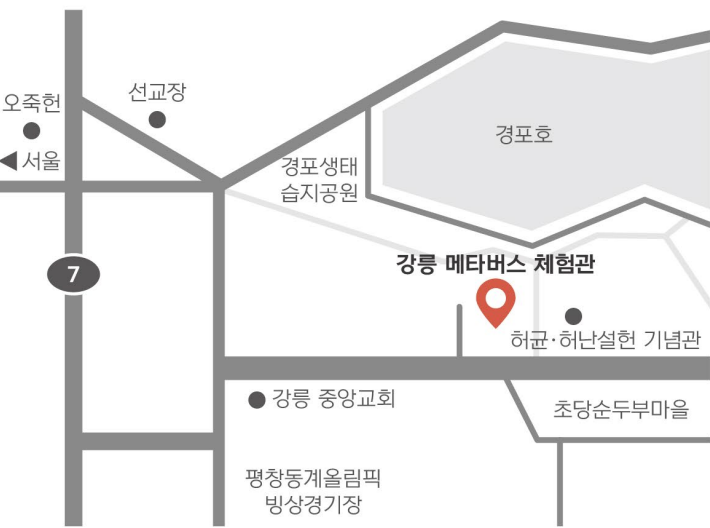 오죽헌
선교장
◀서울
경포호
경포생태
습지공원
7
강릉 메타버스 체험관
허균·허난설헌 기념관
강릉 중앙교회
초당순두부마을
평창동계올림픽
빙상경기장